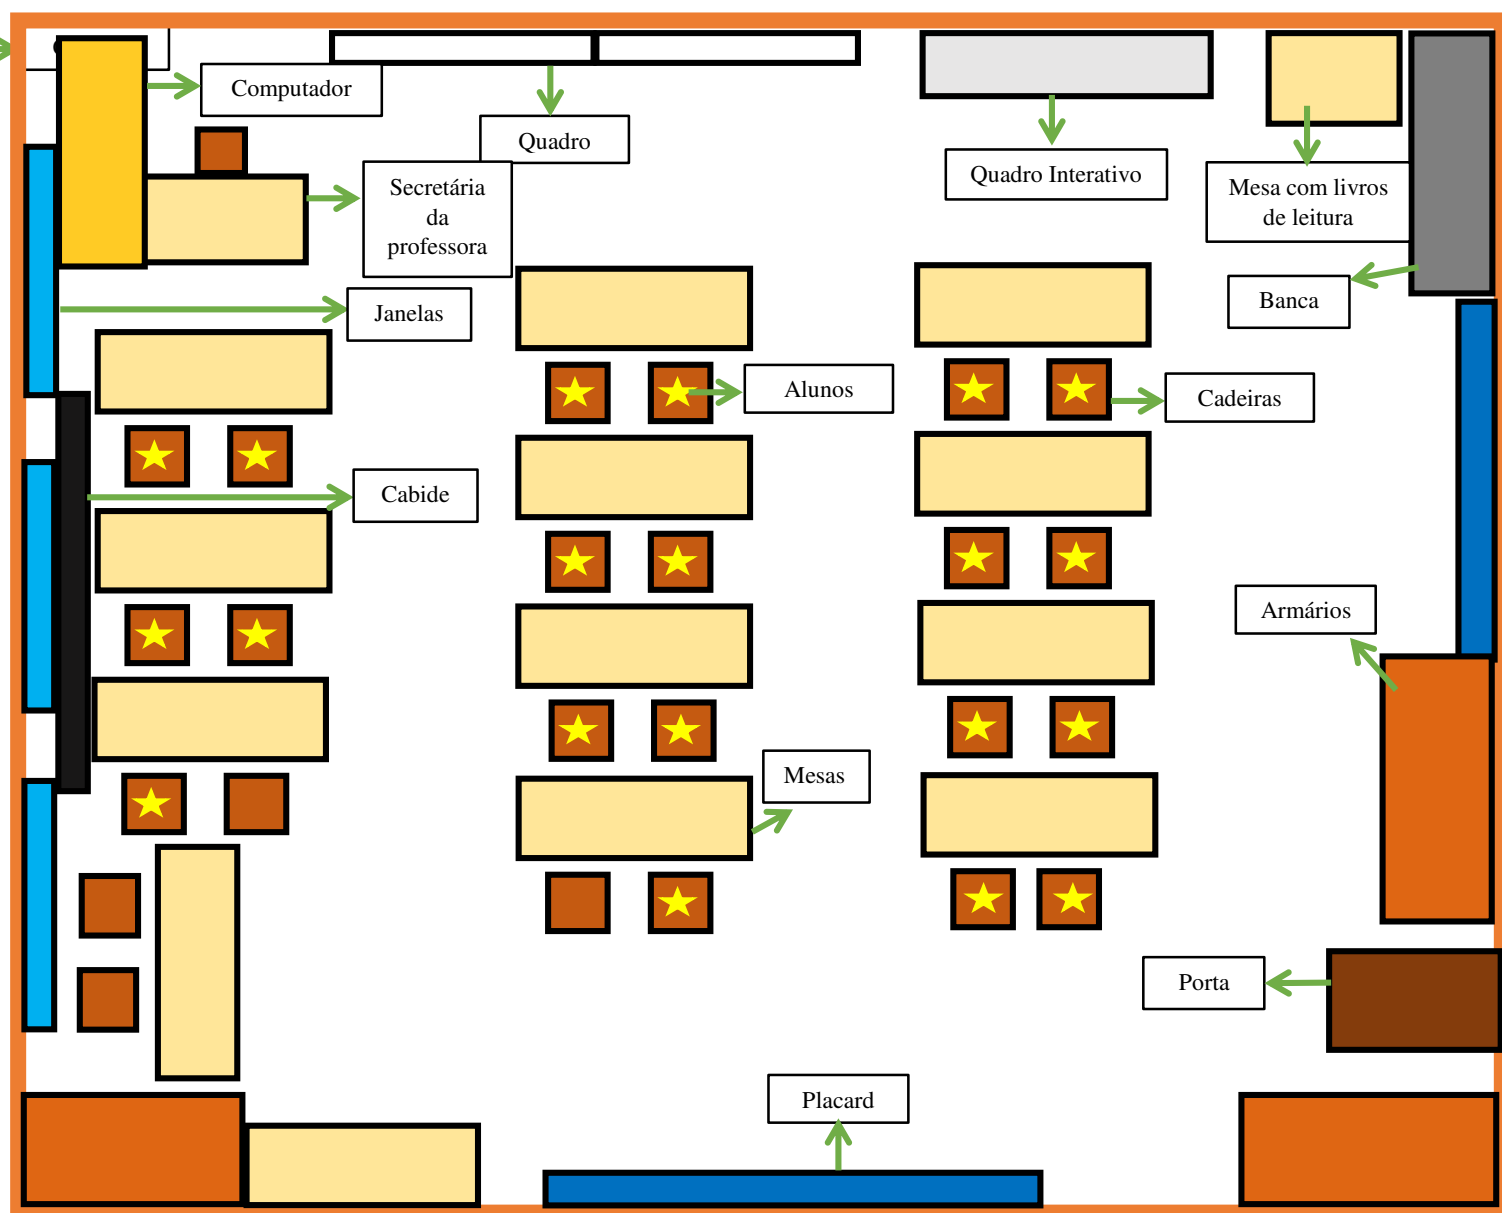 Computador
Quadro
Quadro Interativo
Mesa com livros
de leitura
Secretária
da
professora
Banca
Janelas
Alunos
Cadeiras
Cabide
Armários
Mesas
Porta
Placard